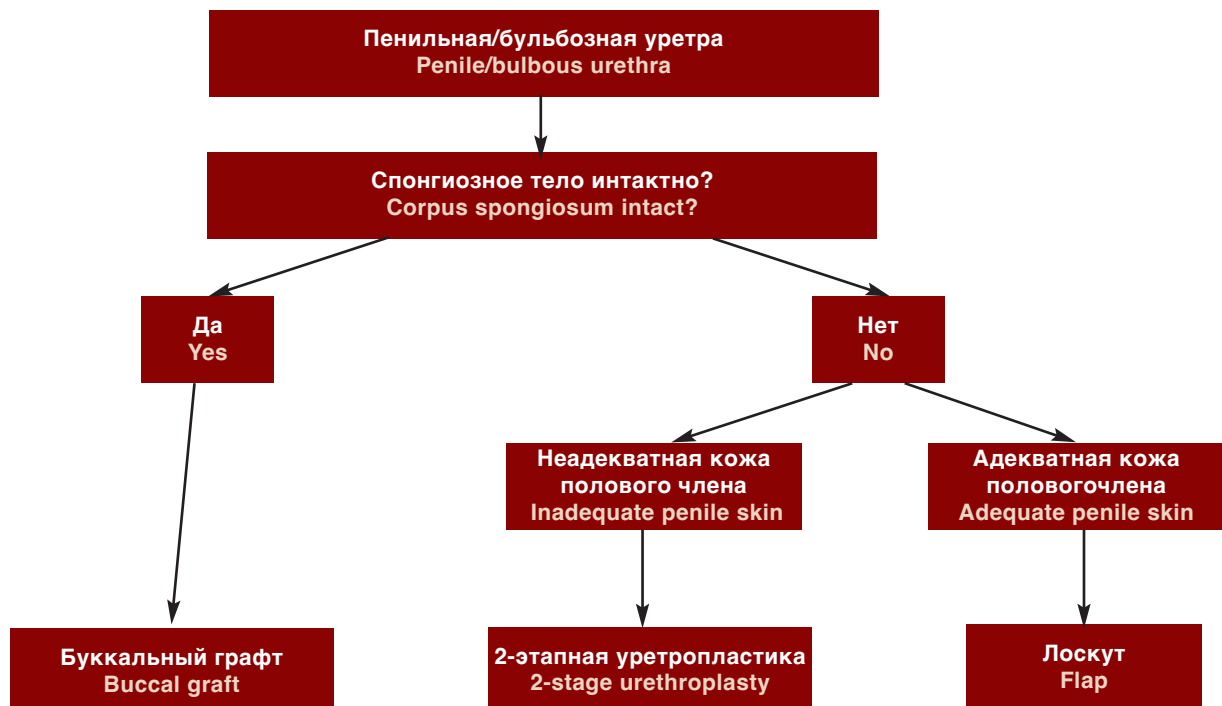 Пенильная/бульбозная уретра
Penile/bulbous urethra
Спонгиозное тело интактно?
Corpus spongiosum intact?
Да
Yes
Нет
No
Неадекватная кожа
полового члена
Inadequate penile skin
Адекватная кожа
половогочлена
Adequate penile skin
Буккальный графт
Buccal graft
2-этапная уретропластика
2-stage urethroplasty
Лоскут
Flap